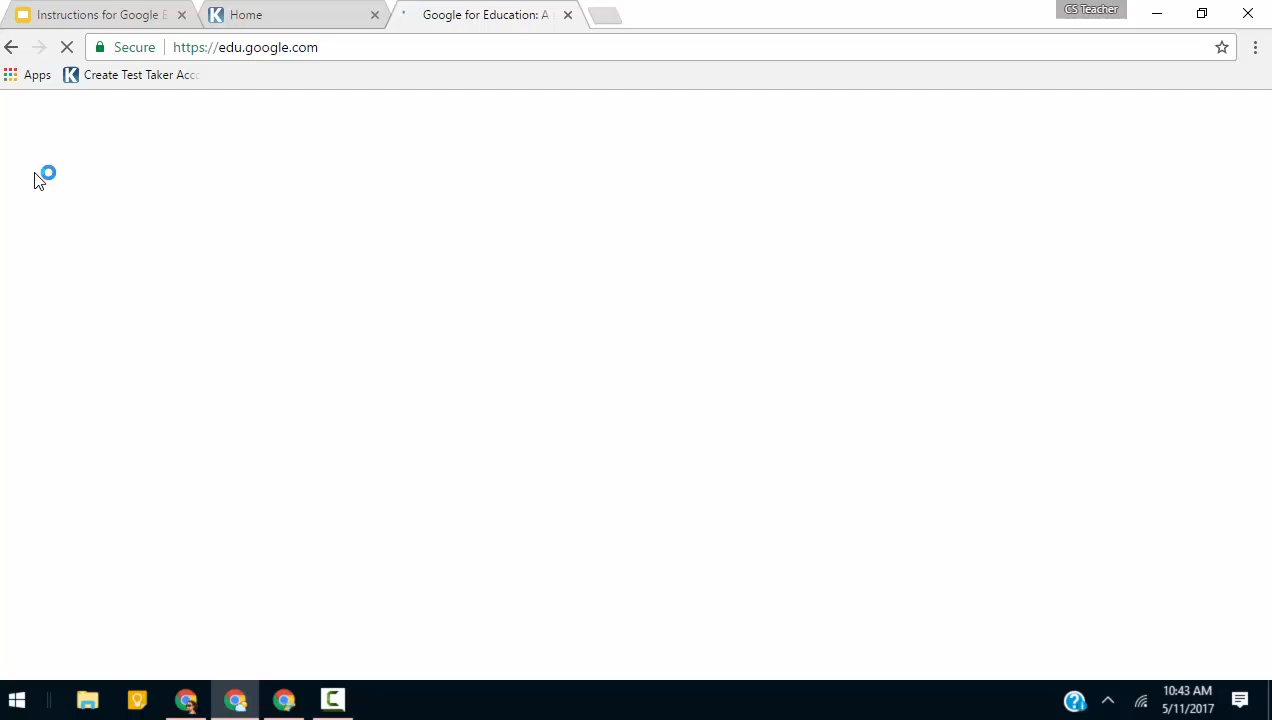 Instructions for Google E
Home
Google for Education: A
CS Teacher
Secure
https://edu.google.com
Apps
K
Create Test Taker Acco
10:43 AM
5/11/2017